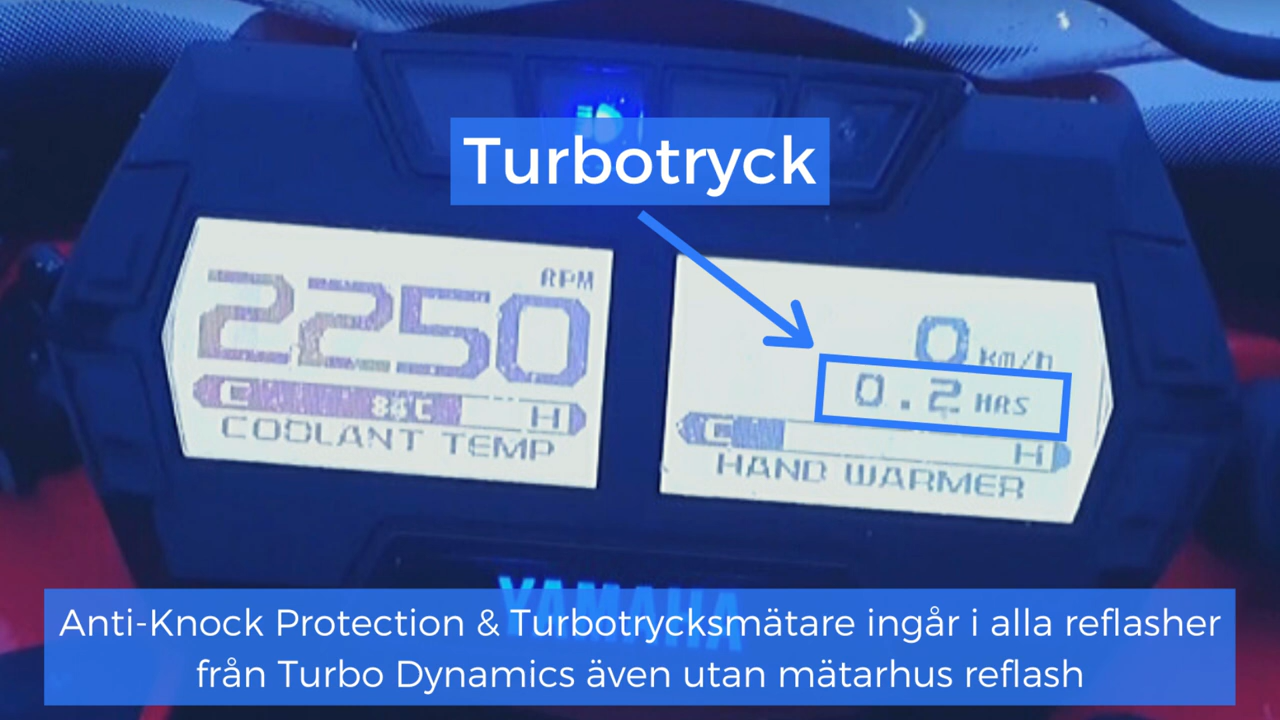 Turbotryck
RPM
2250
C 84°C H
COOLANT TEMP
0 km/h
0.2 HRS
C H
HAND WARMER
YAMAHA
Anti-Knock Protection & Turbotrycksmätare ingår i alla reflasher
från Turbo Dynamics även utan mätarhus reflash